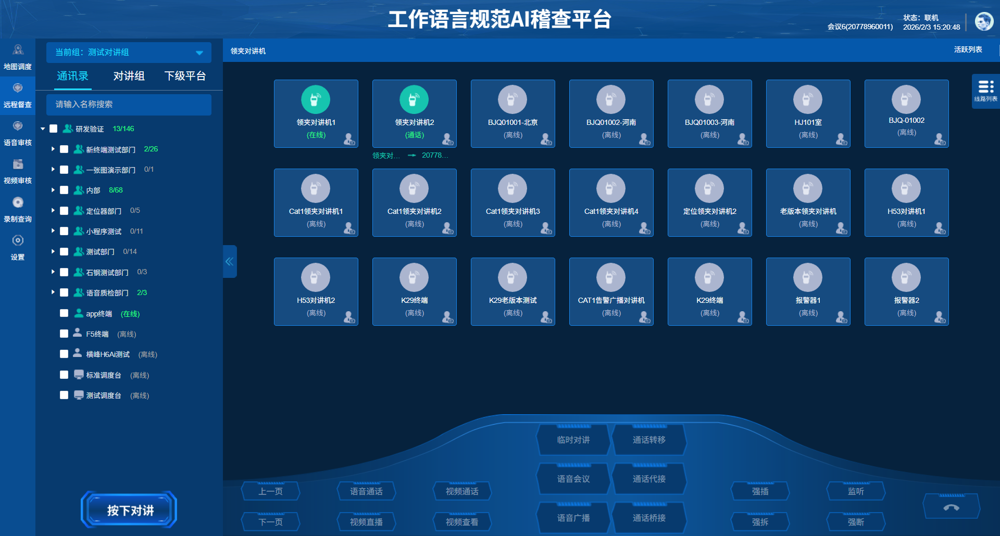 工作语言规范AI稽查平台
会议6(20778960011)
状态：联机
2026/2/3 15:20:48
地图调度
远程督查
语音审核
视频审核
录制查询
设置
当前组：测试对讲组
通讯录 对讲组 下级平台
请输入名称搜索
研发验证 13/146
新终端测试部门 2/26
一张图演示部门 0/1
内部 8/68
定位器部门 0/5
小程序测试 0/11
测试部门 0/14
石钢测试部门 0/3
语音质检部门 2/3
app终端 (在线)
F5终端 (离线)
横峰H6Ai测试 (离线)
标准调度台 (离线)
测试调度台 (离线)
按下对讲
领夹对讲机
活跃列表
线路列表
领夹对讲机1 领夹对讲机2 BJQ01001-北京 BJQ01002-河南 BJQ01003-河南 HJ101室 BJQ-01002
(在线) (通话) (离线) (离线) (离线) (离线) (离线)
领夹对... 20778...
Cat1领夹对讲机1 Cat1领夹对讲机2 Cat1领夹对讲机3 Cat1领夹对讲机4 定位领夹对讲机2 老版本领夹对讲机 H53对讲机1
(离线) (离线) (离线) (离线) (离线) (离线) (离线)
H53对讲机2 K29终端 K29老版本测试 CAT1告警广播对讲机 K29终端 报警器1 报警器2
(离线) (离线) (离线) (离线) (离线) (离线) (离线)
临时对讲 通话转移
语音会议 通话代接
上一页 语音通话 视频通话 强插 监听
语音广播 通话桥接
下一页 视频直播 视频查看 强拆 强断